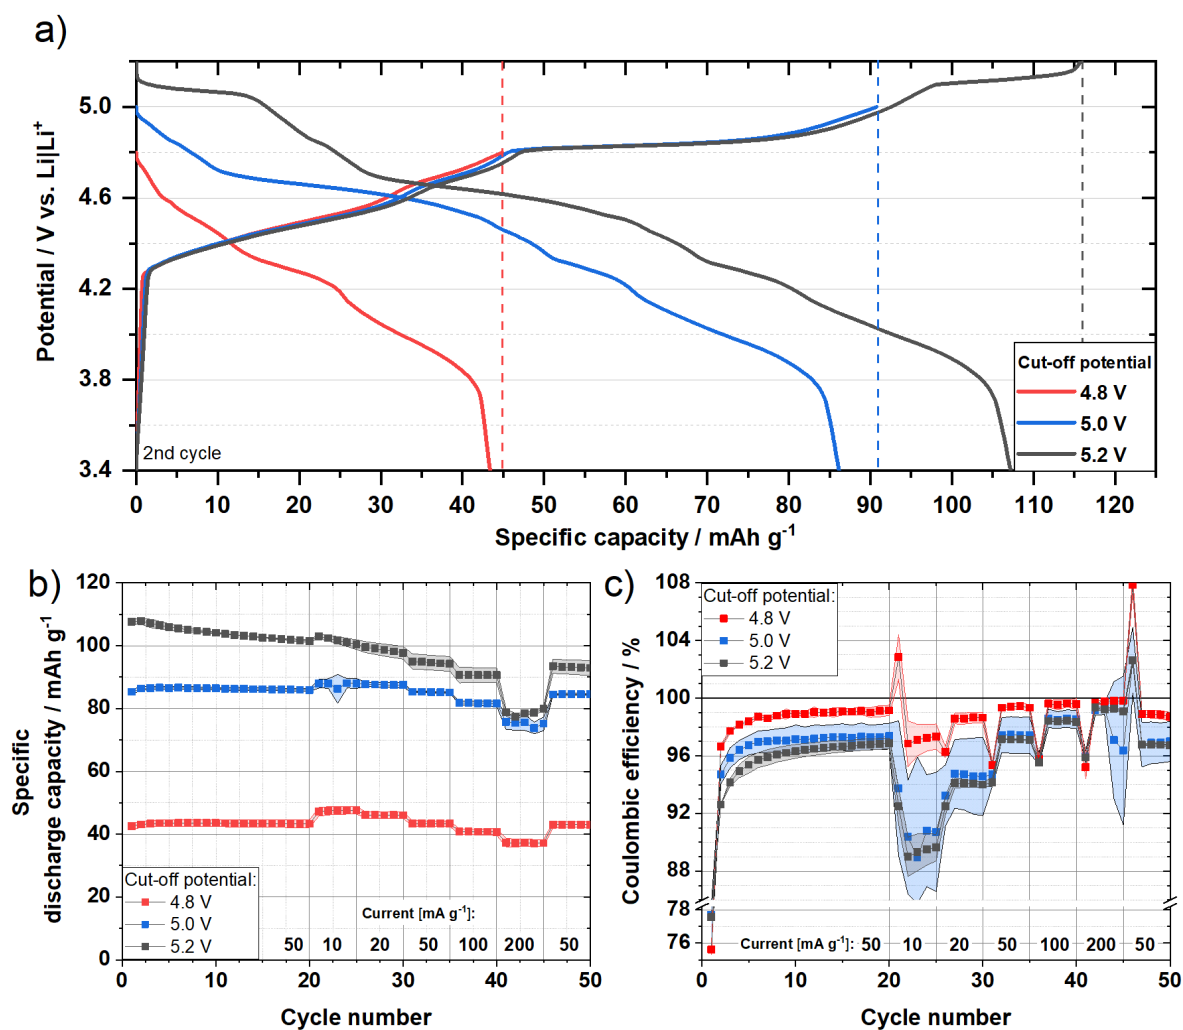 a)
Potential / V vs. Li|Li⁺
5.0
4.6
4.2
3.8
3.4
2nd cycle
Cut-off potential
4.8 V
5.0 V
5.2 V
0 10 20 30 40 50 60 70 80 90 100 110 120
Specific capacity / mAh g⁻¹
b)
Specific
discharge capacity / mAh g⁻¹
120
100
80
60
40
20
0
Cut-off potential:
4.8 V
5.0 V
5.2 V
Current [mA g⁻¹]:
50 10 20 50 100 200 50
0 10 20 30 40 50
Cycle number
c)
Coulombic efficiency / %
108
104
100
96
92
88
78
76
Cut-off potential:
4.8 V
5.0 V
5.2 V
Current [mA g⁻¹]: 50 10 20 50 100 200 50
0 10 20 30 40 50
Cycle number